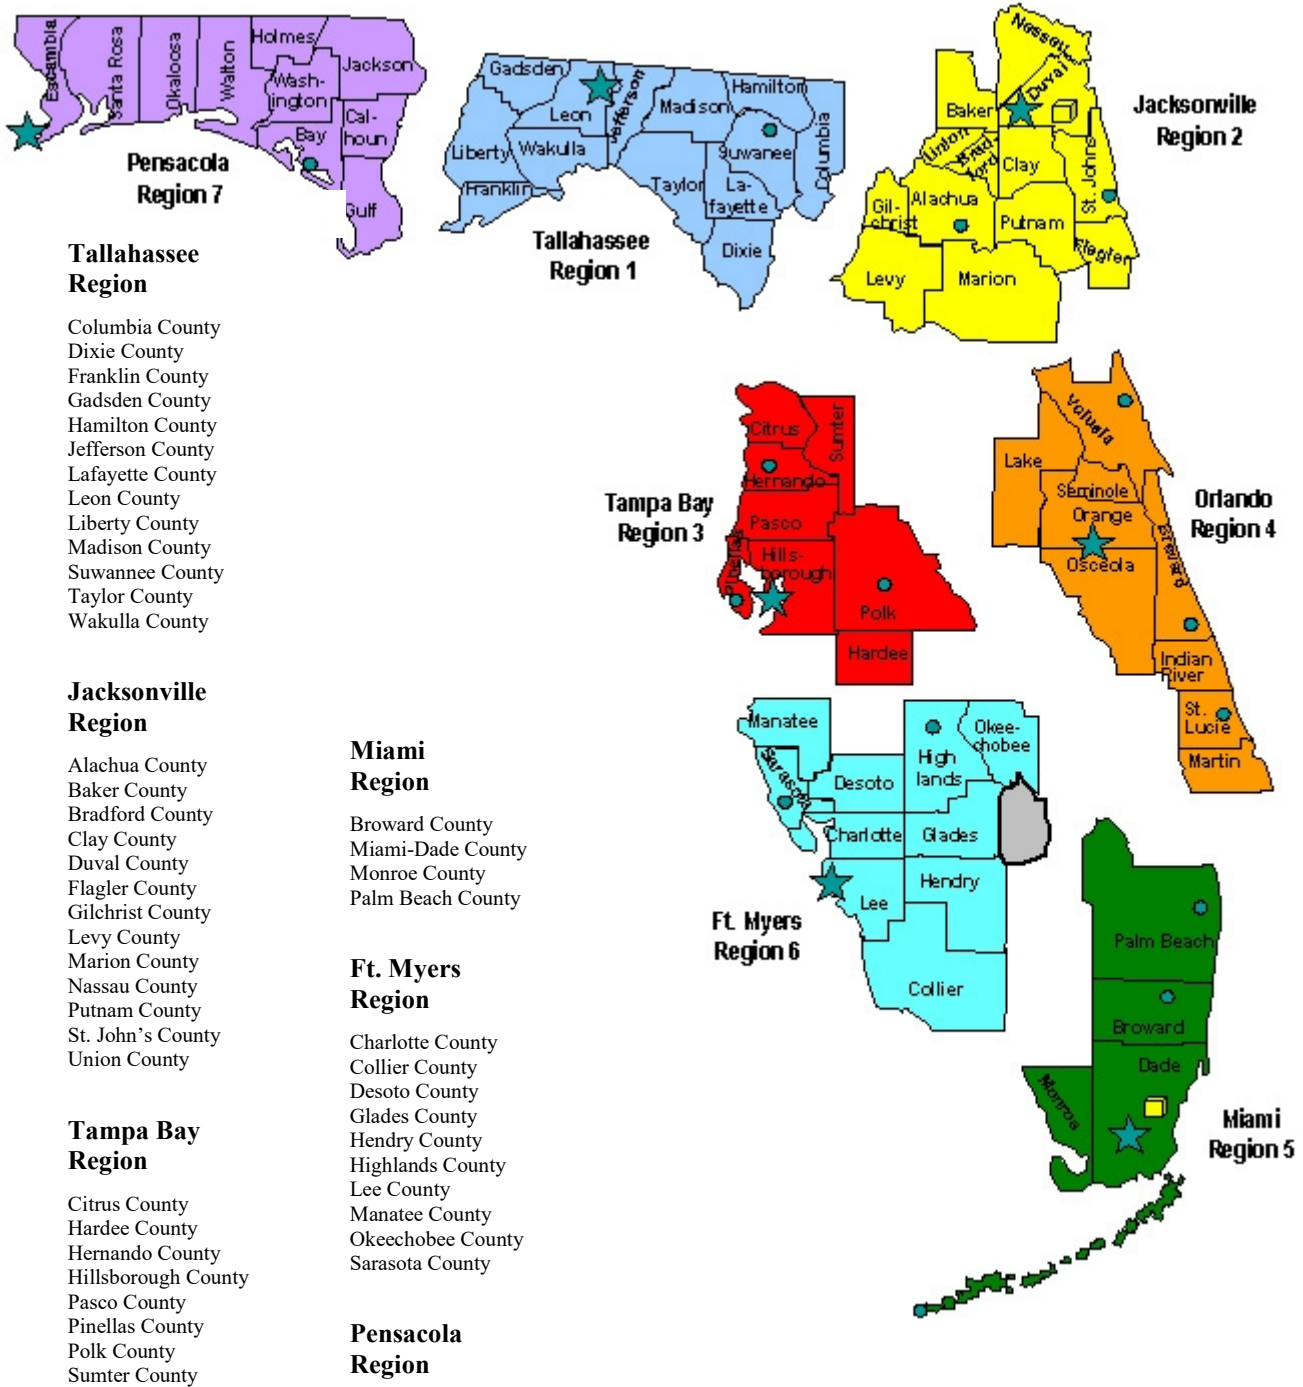 Escambia
Santa Rosa
Okaloosa
Walton
Holmes
Wash-
ington
Jackson
Bay
Cal-
houn
Gulf
Pensacola
Region 7
Gadsden
Leon
Jefferson
Madison
Hamilton
Liberty
Wakulla
Suwanee
Columbia
Franklin
Taylor
La-
fayette
Dixie
Tallahassee
Region 1
Nassau
Duval
Baker
Union
Brad-
ford
Clay
St. Johns
Gil-
christ
Alachua
Putnam
Flagler
Levy
Marion
Jacksonville
Region 2
Citrus
Sumter
Hernando
Pasco
Pinellas
Hills-
borough
Polk
Hardee
Tampa Bay
Region 3
Volusia
Lake
Seminole
Orange
Osceola
Brevard
Indian
River
St.
Lucie
Martin
Orlando
Region 4
Manatee
Sarasota
Desoto
High
lands
Okee-
chobee
Charlotte
Glades
Lee
Hendry
Collier
Ft. Myers
Region 6
Palm Beach
Broward
Dade
Monroe
Miami
Region 5
Tallahassee
Region
Columbia County
Dixie County
Franklin County
Gadsden County
Hamilton County
Jefferson County
Lafayette County
Leon County
Liberty County
Madison County
Suwannee County
Taylor County
Wakulla County
Jacksonville
Region
Alachua County
Baker County
Bradford County
Clay County
Duval County
Flagler County
Gilchrist County
Levy County
Marion County
Nassau County
Putnam County
St. John’s County
Union County
Tampa Bay
Region
Citrus County
Hardee County
Hernando County
Hillsborough County
Pasco County
Pinellas County
Polk County
Sumter County
Miami
Region
Broward County
Miami-Dade County
Monroe County
Palm Beach County
Ft. Myers
Region
Charlotte County
Collier County
Desoto County
Glades County
Hendry County
Highlands County
Lee County
Manatee County
Okeechobee County
Sarasota County
Pensacola
Region